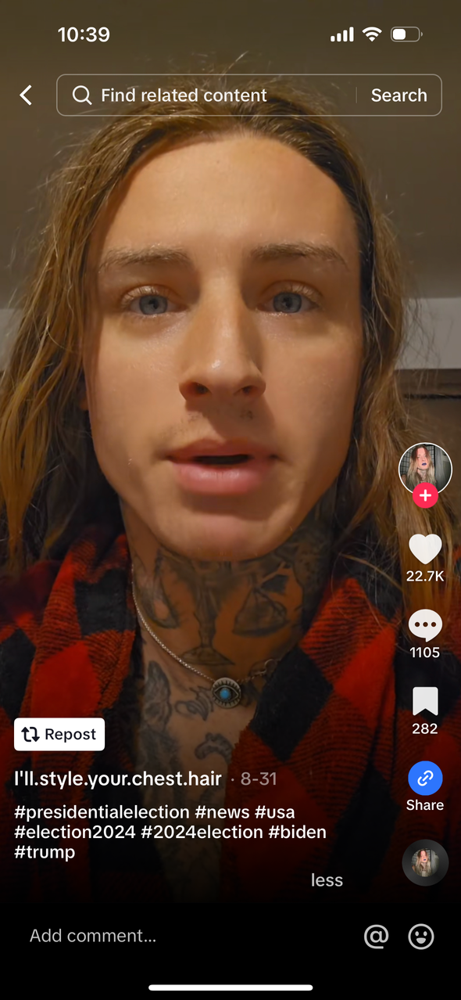 10:39
Find related content
Search
22.7K
1105
282
Share
Repost
I'll.style.your.chest.hair · 8-31
#presidentialelection #news #usa
#election2024 #2024election #biden
#trump
less
Add comment...